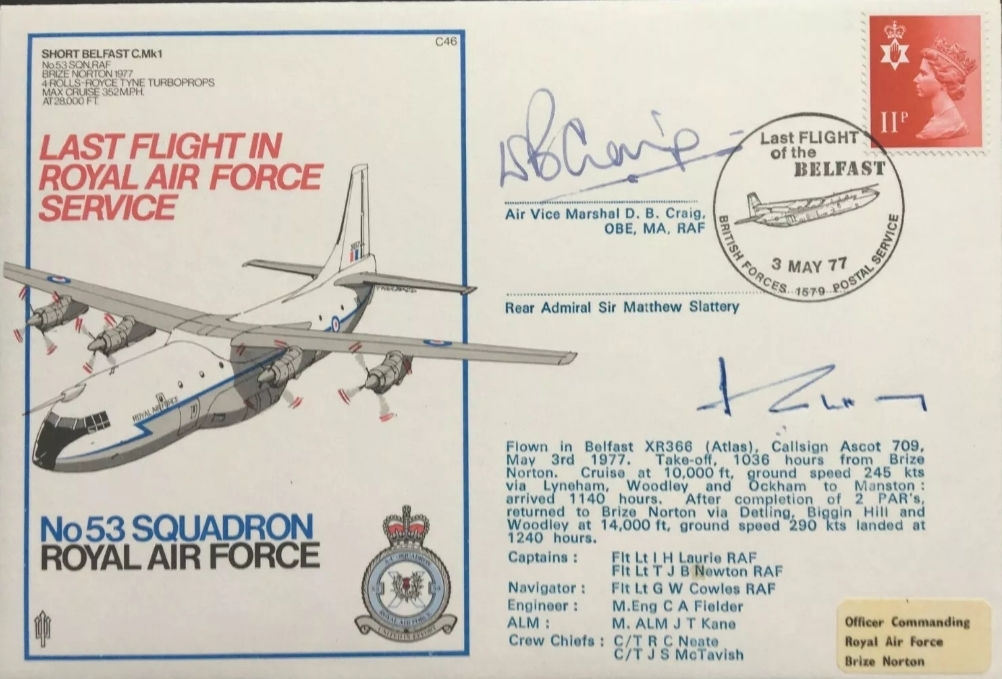 SHORT BELFAST C.Mk1
No53 SQN,RAF
BRIZE NORTON 1977
4-ROLLS-ROYCE TYNE TURBOPROPS
MAX CRUISE 352M.P.H.
AT 28,000 FT.
C46
LAST FLIGHT IN
ROYAL AIR FORCE
SERVICE
ROYAL AIR FORCE
No53 SQUADRON
ROYAL AIR FORCE
11P
Last FLIGHT
of the
BELFAST
3 MAY 77
BRITISH FORCES 1579 POSTAL SERVICE
DB Craig
Air Vice Marshal D. B. Craig,
OBE, MA, RAF
Rear Admiral Sir Matthew Slattery
Flown in Belfast XR366 (Atlas), Callsign Ascot 709,
May 3rd 1977. Take-off, 1036 hours from Brize
Norton. Cruise at 10,000 ft, ground speed 245 kts
via Lyneham, Woodley and Ockham to Manston :
arrived 1140 hours. After completion of 2 PAR's,
returned to Brize Norton via Detling, Biggin Hill and
Woodley at 14,000 ft, ground speed 290 kts landed at
1240 hours.
Captains : Flt Lt I H Laurie RAF
Flt Lt T J B Newton RAF
Navigator : Flt Lt G W Cowles RAF
Engineer : M.Eng C A Fielder
ALM : M. ALM J T Kane
Crew Chiefs : C/T R C Neate
C/T J S McTavish
Officer Commanding
Royal Air Force
Brize Norton